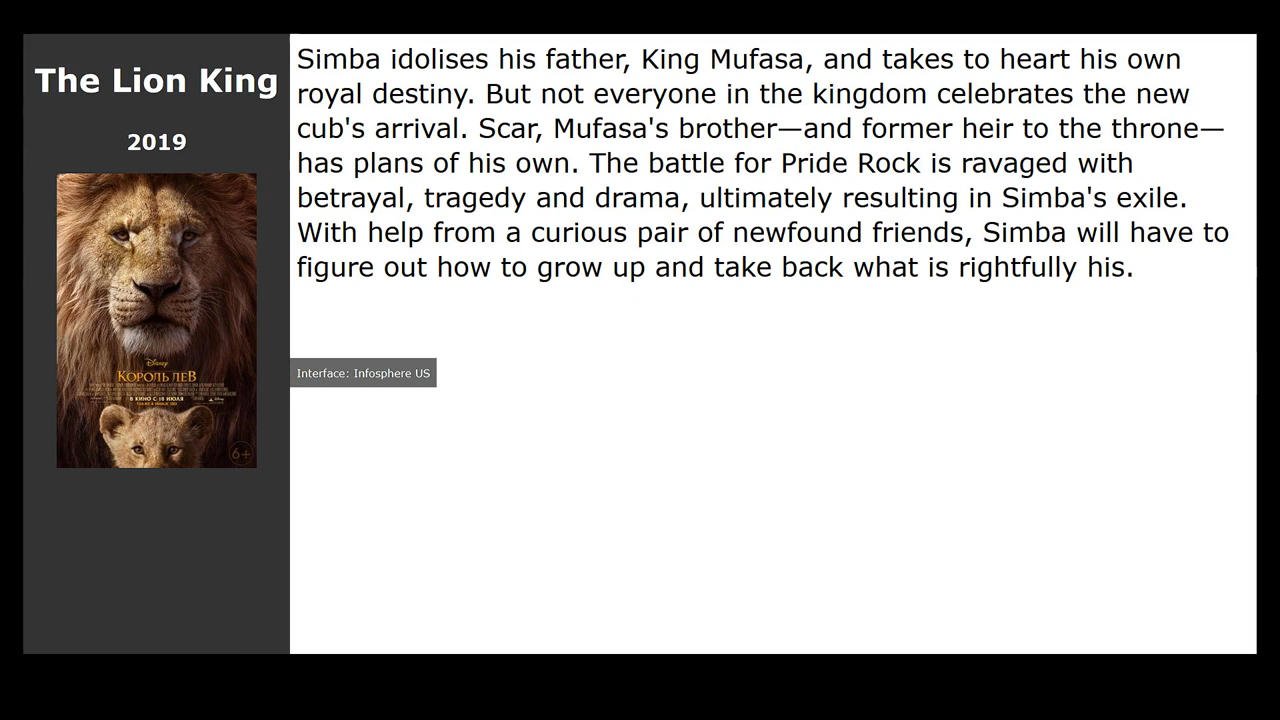 The Lion King
2019
Disney
КОРОЛЬ ЛЕВ
В КИНО С 18 ИЮЛЯ
6+
Simba idolises his father, King Mufasa, and takes to heart his own
royal destiny. But not everyone in the kingdom celebrates the new
cub's arrival. Scar, Mufasa's brother—and former heir to the throne—
has plans of his own. The battle for Pride Rock is ravaged with
betrayal, tragedy and drama, ultimately resulting in Simba's exile.
With help from a curious pair of newfound friends, Simba will have to
figure out how to grow up and take back what is rightfully his.
Interface: Infosphere US